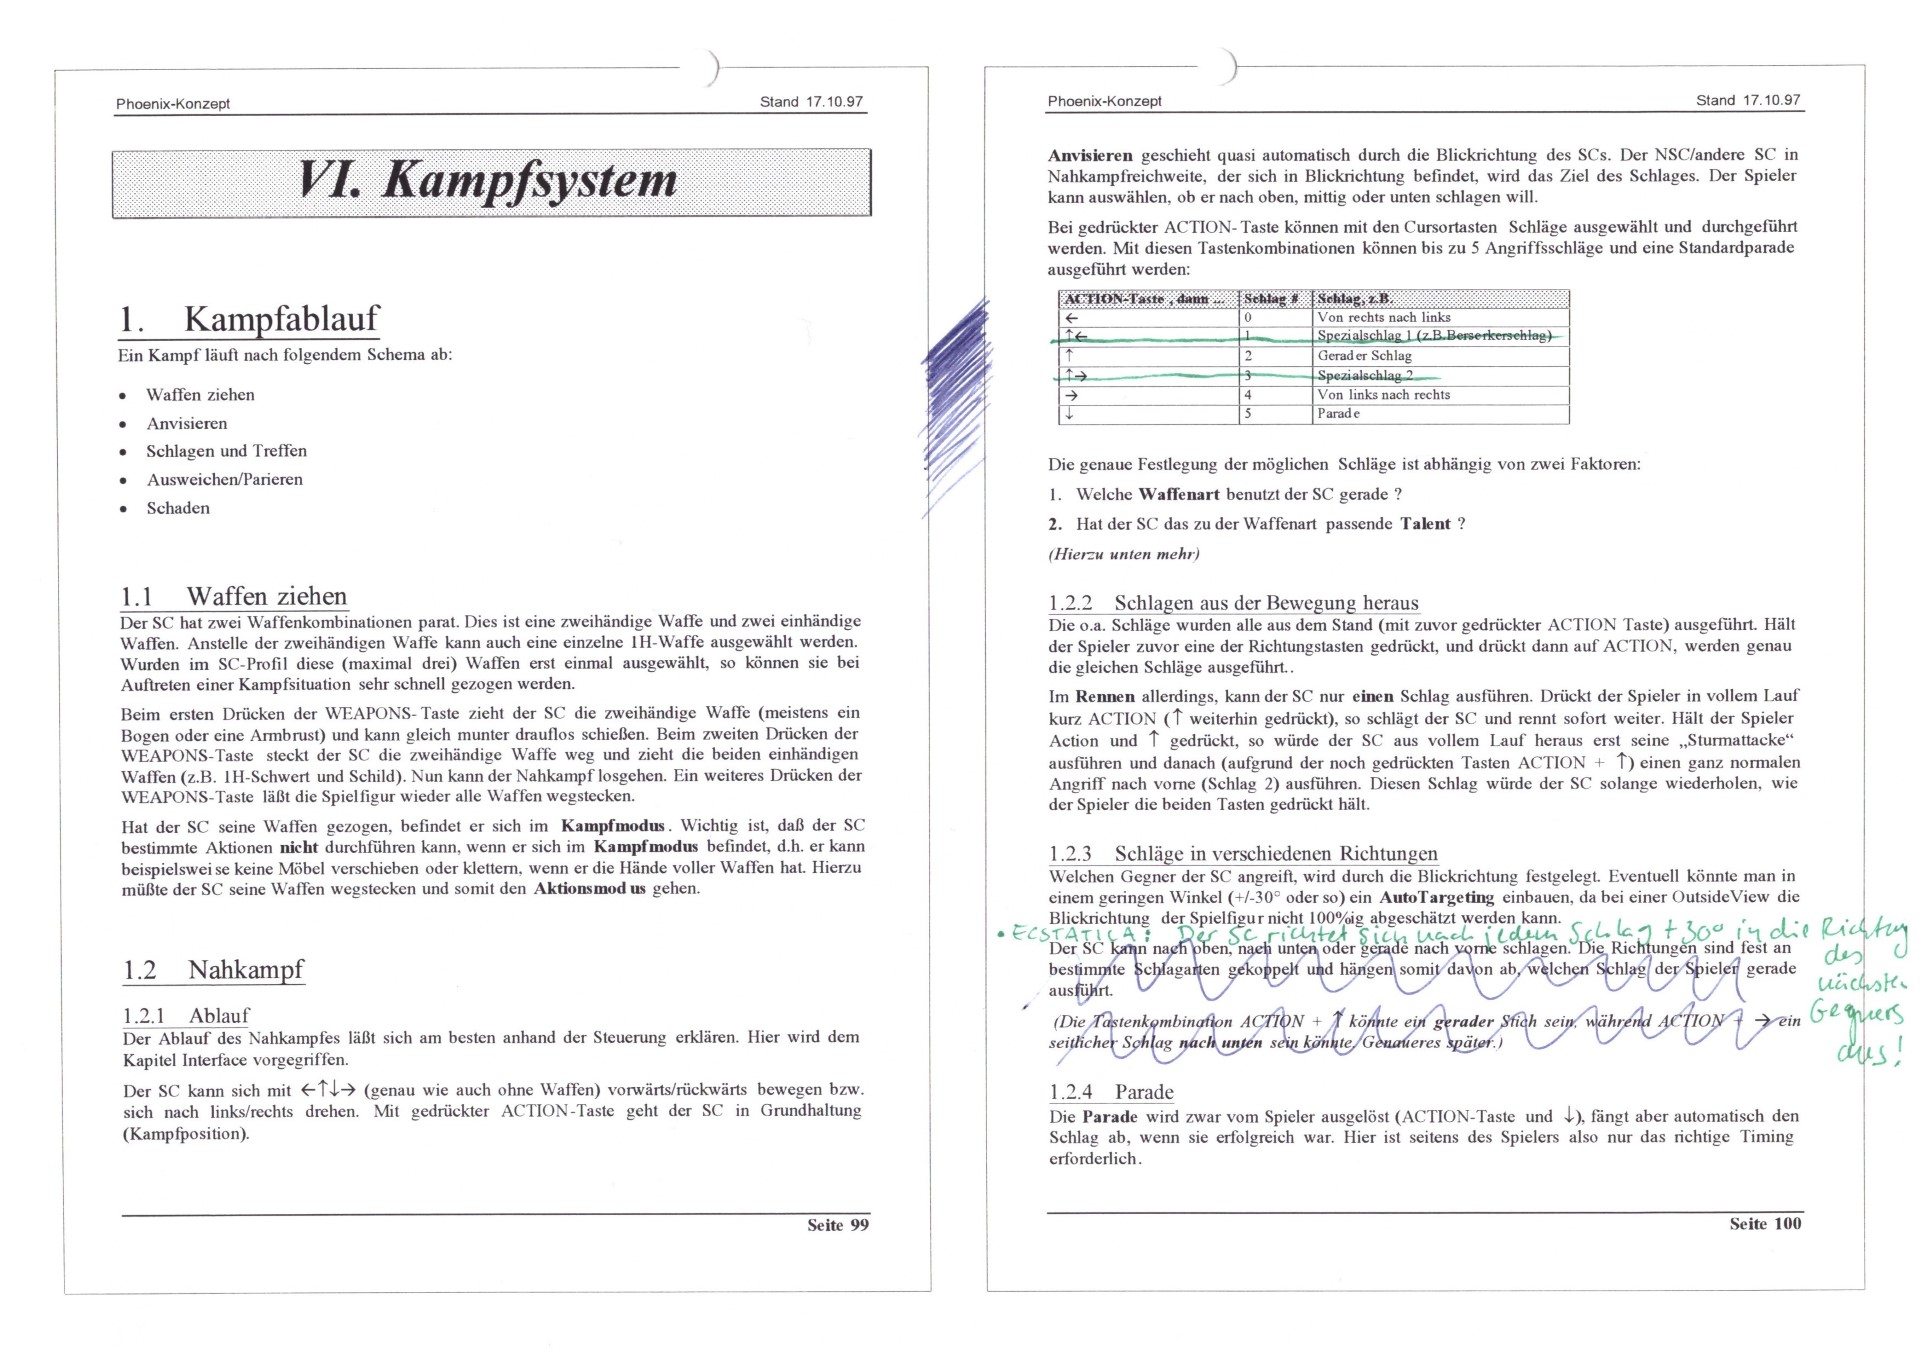 Phoenix-Konzept Stand 17.10.97
VI. Kampfsystem
1. Kampfablauf
Ein Kampf läuft nach folgendem Schema ab:
• Waffen ziehen
• Anvisieren
• Schlagen und Treffen
• Ausweichen/Parieren
• Schaden
1.1 Waffen ziehen
Der SC hat zwei Waffenkombinationen parat. Dies ist eine zweihändige Waffe und zwei einhändige
Waffen. Anstelle der zweihändigen Waffe kann auch eine einzelne 1H-Waffe ausgewählt werden.
Wurden im SC-Profil diese (maximal drei) Waffen erst einmal ausgewählt, so können sie bei
Auftreten einer Kampfsituation sehr schnell gezogen werden.
Beim ersten Drücken der WEAPONS-Taste zieht der SC die zweihändige Waffe (meistens ein
Bogen oder eine Armbrust) und kann gleich munter drauflos schießen. Beim zweiten Drücken der
WEAPONS-Taste steckt der SC die zweihändige Waffe weg und zieht die beiden einhändigen
Waffen (z.B. 1H-Schwert und Schild). Nun kann der Nahkampf losgehen. Ein weiteres Drücken der
WEAPONS-Taste läßt die Spielfigur wieder alle Waffen wegstecken.
Hat der SC seine Waffen gezogen, befindet er sich im Kampfmodus. Wichtig ist, daß der SC
bestimmte Aktionen nicht durchführen kann, wenn er sich im Kampfmodus befindet, d.h. er kann
beispielsweise keine Möbel verschieben oder klettern, wenn er die Hände voller Waffen hat. Hierzu
müßte der SC seine Waffen wegstecken und somit den Aktionsmodus gehen.
1.2 Nahkampf
1.2.1 Ablauf
Der Ablauf des Nahkampfes läßt sich am besten anhand der Steuerung erklären. Hier wird dem
Kapitel Interface vorgegriffen.
Der SC kann sich mit ←↑↓→ (genau wie auch ohne Waffen) vorwärts/rückwärts bewegen bzw.
sich nach links/rechts drehen. Mit gedrückter ACTION-Taste geht der SC in Grundhaltung
(Kampfposition).
Seite 99
Phoenix-Konzept Stand 17.10.97
Anvisieren geschieht quasi automatisch durch die Blickrichtung des SCs. Der NSC/andere SC in
Nahkampfreichweite, der sich in Blickrichtung befindet, wird das Ziel des Schlages. Der Spieler
kann auswählen, ob er nach oben, mittig oder unten schlagen will.
Bei gedrückter ACTION-Taste können mit den Cursortasten Schläge ausgewählt und durchgeführt
werden. Mit diesen Tastenkombinationen können bis zu 5 Angriffsschläge und eine Standardparade
ausgeführt werden:
ACTION-Taste , dann ... Schlag # Schlag, z.B.
← 0 Von rechts nach links
↑← 1 Spezialschlag 1 (z.B.Berserkerschlag)
↑ 2 Gerader Schlag
↑→ 3 Spezialschlag 2
→ 4 Von links nach rechts
↓ 5 Parade
Die genaue Festlegung der möglichen Schläge ist abhängig von zwei Faktoren:
1. Welche Waffenart benutzt der SC gerade ?
2. Hat der SC das zu der Waffenart passende Talent ?
(Hierzu unten mehr)
1.2.2 Schlagen aus der Bewegung heraus
Die o.a. Schläge wurden alle aus dem Stand (mit zuvor gedrückter ACTION Taste) ausgeführt. Hält
der Spieler zuvor eine der Richtungstasten gedrückt, und drückt dann auf ACTION, werden genau
die gleichen Schläge ausgeführt..
Im Rennen allerdings, kann der SC nur einen Schlag ausführen. Drückt der Spieler in vollem Lauf
kurz ACTION (↑ weiterhin gedrückt), so schlägt der SC und rennt sofort weiter. Hält der Spieler
Action und ↑ gedrückt, so würde der SC aus vollem Lauf heraus erst seine „Sturmattacke“
ausführen und danach (aufgrund der noch gedrückten Tasten ACTION + ↑) einen ganz normalen
Angriff nach vorne (Schlag 2) ausführen. Diesen Schlag würde der SC solange wiederholen, wie
der Spieler die beiden Tasten gedrückt hält.
1.2.3 Schläge in verschiedenen Richtungen
Welchen Gegner der SC angreift, wird durch die Blickrichtung festgelegt. Eventuell könnte man in
einem geringen Winkel (+/-30° oder so) ein AutoTargeting einbauen, da bei einer OutsideView die
Blickrichtung der Spielfigur nicht 100%ig abgeschätzt werden kann.
• ECSTATICA: Der SC richtet sich nach jedem Schlag ±30° in die Richtung
des
nächsten
Gegners
aus!
Der SC kann nach oben, nach unten oder gerade nach vorne schlagen. Die Richtungen sind fest an
bestimmte Schlagarten gekoppelt und hängen somit davon ab, welchen Schlag der Spieler gerade
ausführt.
(Die Tastenkombination ACTION + ↑ könnte ein gerader Stich sein, während ACTION + → ein
seitlicher Schlag nach unten sein könnte, Genaueres später.)
1.2.4 Parade
Die Parade wird zwar vom Spieler ausgelöst (ACTION-Taste und ↓), fängt aber automatisch den
Schlag ab, wenn sie erfolgreich war. Hier ist seitens des Spielers also nur das richtige Timing
erforderlich.
Seite 100